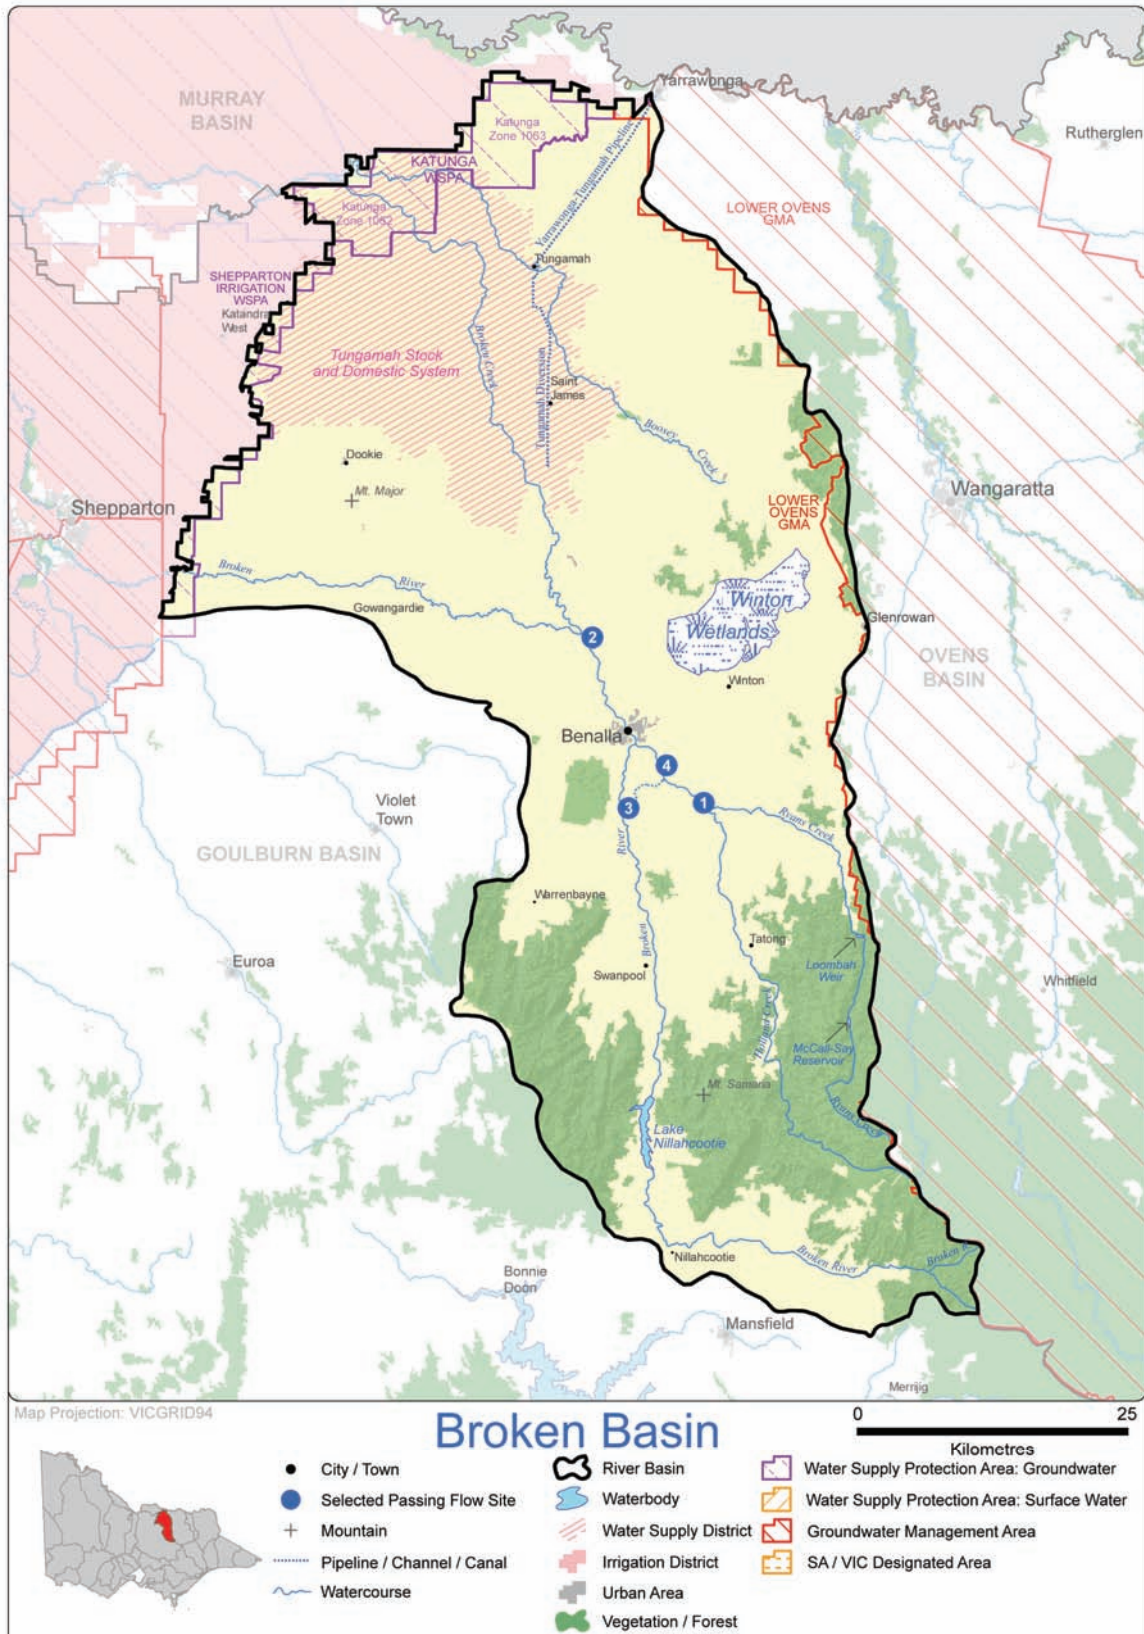 MURRAY
BASIN
Yarrawonga
Katunga
Zone 1063
Rutherglen
KATUNGA
WSPA
Yarrawonga Tungamah Pipeline
Katunga
Zone 1062
LOWER OVENS
GMA
Tungamah
SHEPPARTON
IRRIGATION
WSPA
Katandra
West
Broken Creek
Tungamah Stock
and Domestic System
Tungamah Diversion
Saint
James
Boosey Creek
Dookie
Mt. Major
Shepparton
Wangaratta
LOWER
OVENS
GMA
Broken River
Gowangardie
Winton
Wetlands
Glenrowan
2
OVENS
BASIN
Winton
Benalla
4
3
1
Ryans Creek
Violet
Town
River
GOULBURN BASIN
Warrenbayne
Broken
Tatong
Euroa
Swanpool
Loombah
Weir
Whitfield
Holland Creek
McCall-Say
Reservoir
Mt. Samaria
Ryans Creek
Lake
Nillahcootie
Nillahcootie
Broken River
Broken R.
Bonnie
Doon
Mansfield
Merrijig
Map Projection: VICGRID94
Broken Basin
0 25
Kilometres
City / Town
Selected Passing Flow Site
Mountain
Pipeline / Channel / Canal
Watercourse
River Basin
Waterbody
Water Supply District
Irrigation District
Urban Area
Vegetation / Forest
Water Supply Protection Area: Groundwater
Water Supply Protection Area: Surface Water
Groundwater Management Area
SA / VIC Designated Area